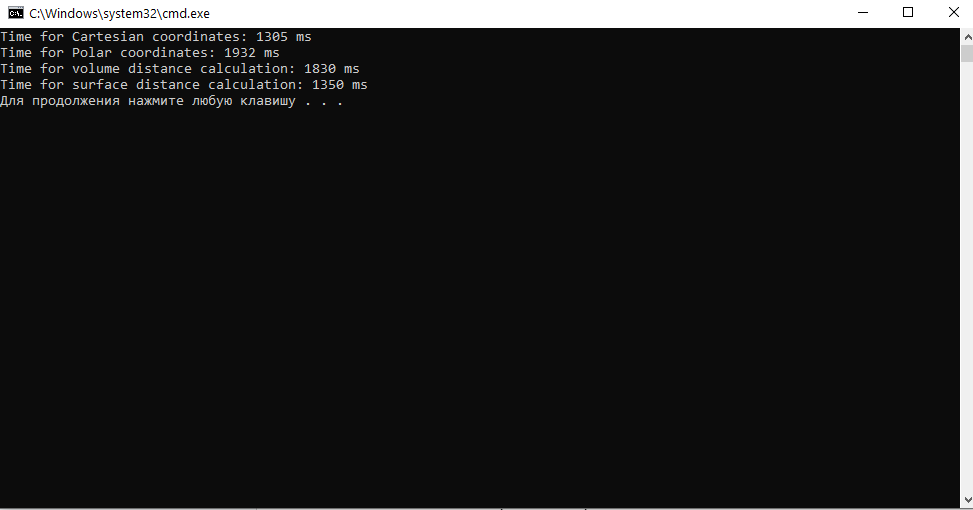 C:\Windows\system32\cmd.exe
Time for Cartesian coordinates: 1305 ms
Time for Polar coordinates: 1932 ms
Time for volume distance calculation: 1830 ms
Time for surface distance calculation: 1350 ms
Для продолжения нажмите любую клавишу . . .